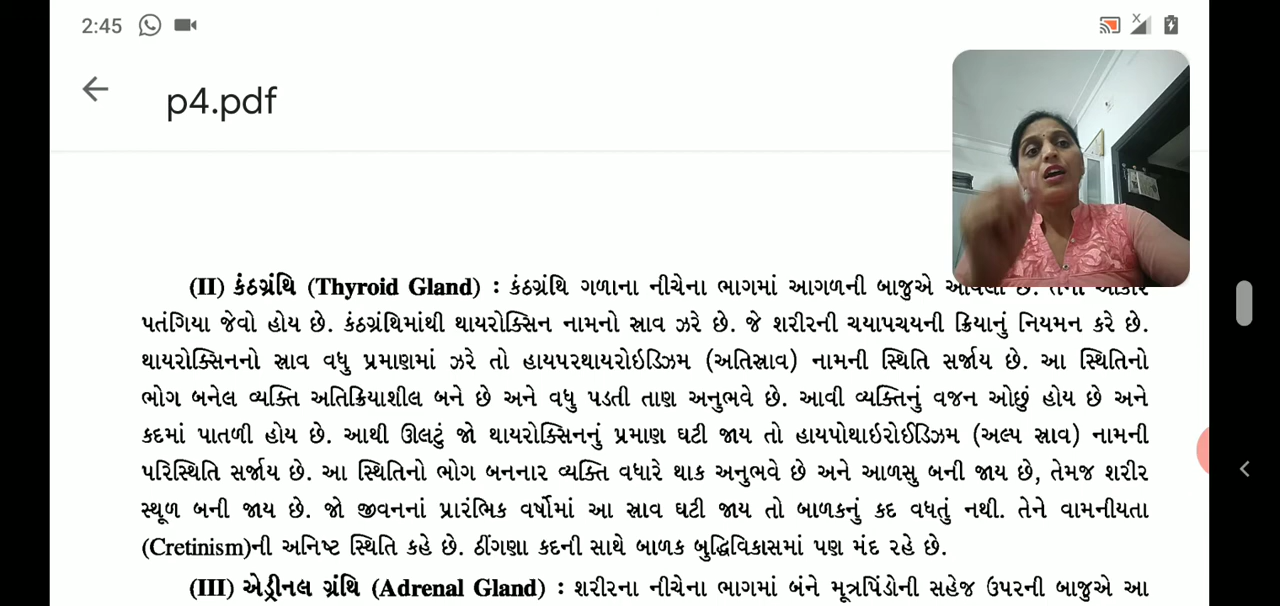 2:45
p4.pdf
(II) કંઠગ્રંથિ (Thyroid Gland) : કંઠગ્રંથિ ગળાના નીચેના ભાગમાં આગળની બાજુએ
પતંગિયા જેવો હોય છે. કંઠગ્રંથિમાંથી થાયરોક્સિન નામનો સ્રાવ ઝરે છે. જે શરીરની ચયાપચયની ક્રિયાનું નિયમન કરે છે.
થાયરોક્સિનનો સ્રાવ વધુ પ્રમાણમાં ઝરે તો હાયપરથાયરોઇડિઝમ (અતિસ્રાવ) નામની સ્થિતિ સર્જાય છે. આ સ્થિતિનો
ભોગ બનેલ વ્યક્તિ અતિક્રિયાશીલ બને છે અને વધુ પડતી તાણ અનુભવે છે. આવી વ્યક્તિનું વજન ઓછું હોય છે અને
કદમાં પાતળી હોય છે. આથી ઊલટું જો થાયરોક્સિનનું પ્રમાણ ઘટી જાય તો હાયપોથાઇરોઈડિઝમ (અલ્પ સ્રાવ) નામની
પરિસ્થિતિ સર્જાય છે. આ સ્થિતિનો ભોગ બનનાર વ્યક્તિ વધારે થાક અનુભવે છે અને આળસુ બની જાય છે, તેમજ શરીર
સ્થૂળ બની જાય છે. જો જીવનનાં પ્રારંભિક વર્ષોમાં આ સ્રાવ ઘટી જાય તો બાળકનું કદ વધતું નથી. તેને વામનીયતા
(Cretinism)ની અનિષ્ટ સ્થિતિ કહે છે. ઠીંગણા કદની સાથે બાળક બુદ્ધિવિકાસમાં પણ મંદ રહે છે.
(III) એડ્રીનલ ગ્રંથિ (Adrenal Gland) : શરીરના નીચેના ભાગમાં બંને મૂત્રપિંડોની સહેજ ઉપરની બાજુએ આ